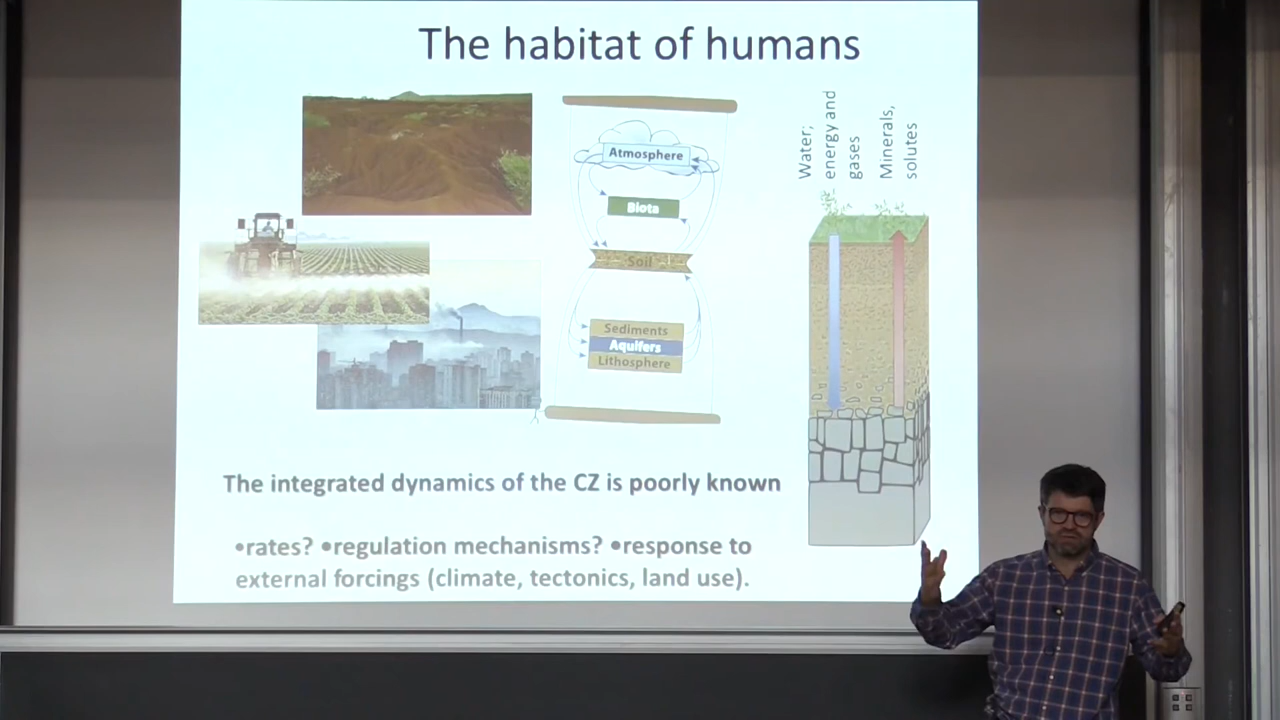 The habitat of humans
Water;
energy and
gases
Minerals,
solutes
Atmosphere
Biota
Soil
Sediments
Aquifers
Lithosphere
The integrated dynamics of the CZ is poorly known
•rates? •regulation mechanisms? •response to
external forcings (climate, tectonics, land use).